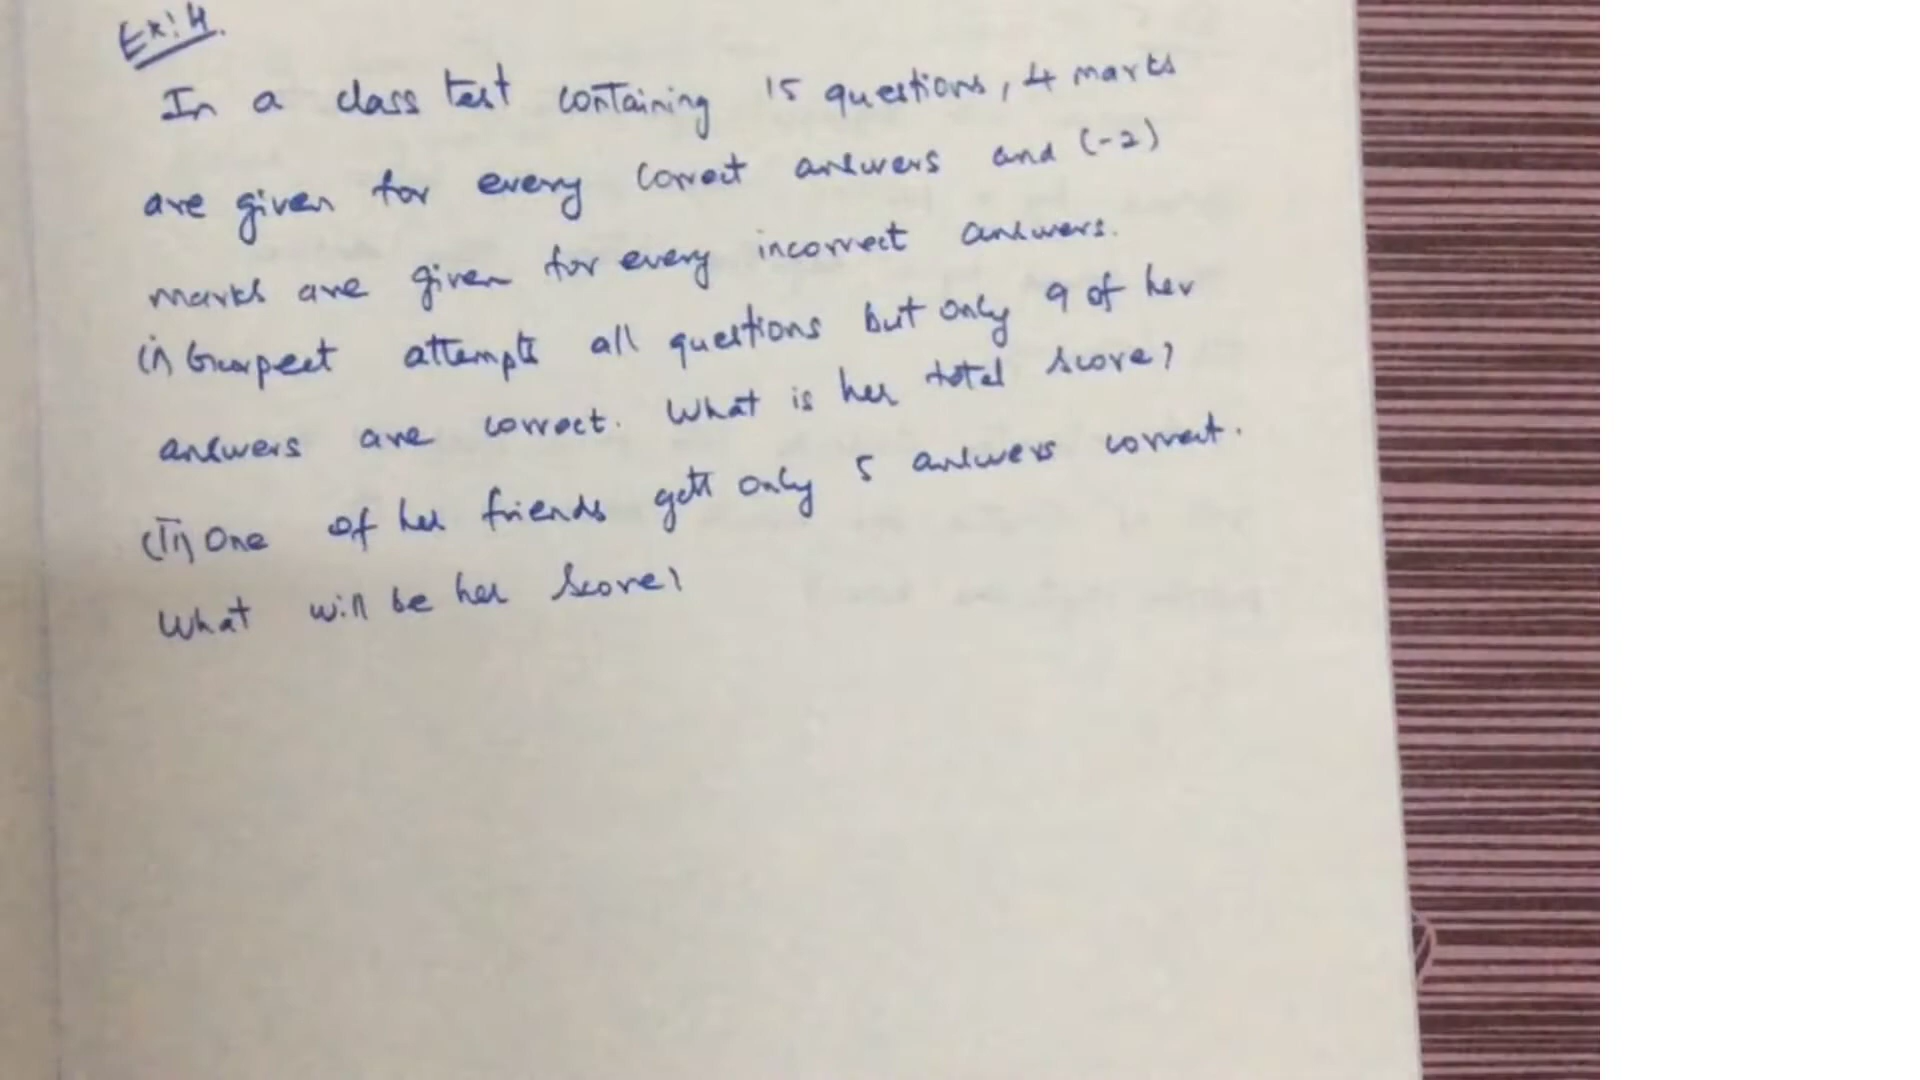 Ex: 4.
In a class test containing 15 questions, 4 marks
are given for every correct answers and (-2)
marks are given for every incorrect answers.
(i) Gurpeet attempts all questions but only 9 of her
answers are correct. What is her total score?
(ii) One of her friends gets only 5 answers correct.
What will be her score?